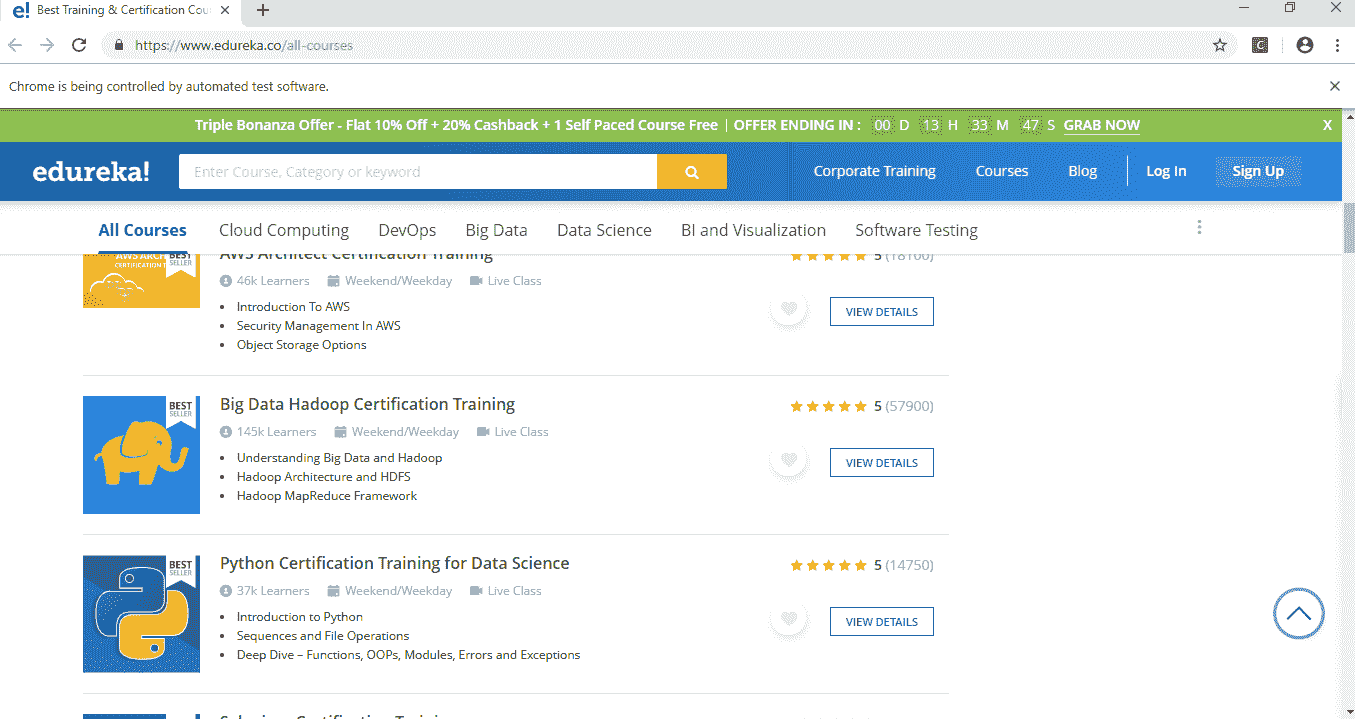 e! Best Training & Certification Cou
https://www.edureka.co/all-courses
Chrome is being controlled by automated test software.
Triple Bonanza Offer - Flat 10% Off + 20% Cashback + 1 Self Paced Course Free | OFFER ENDING IN : 00 D 13 H 33 M 47 S GRAB NOW X
edureka! Enter Course, Category or keyword Corporate Training Courses Blog Log In Sign Up
All Courses Cloud Computing DevOps Big Data Data Science BI and Visualization Software Testing
AWS ARCH BEST SELLER
CERTIFICATION T
AWS Architect Certification Training 5 (18100)
46k Learners Weekend/Weekday Live Class
• Introduction To AWS
VIEW DETAILS
• Security Management In AWS
• Object Storage Options
BEST SELLER
Big Data Hadoop Certification Training 5 (57900)
145k Learners Weekend/Weekday Live Class
• Understanding Big Data and Hadoop
VIEW DETAILS
• Hadoop Architecture and HDFS
• Hadoop MapReduce Framework
BEST SELLER
Python Certification Training for Data Science 5 (14750)
37k Learners Weekend/Weekday Live Class
• Introduction to Python
VIEW DETAILS
• Sequences and File Operations
• Deep Dive – Functions, OOPs, Modules, Errors and Exceptions